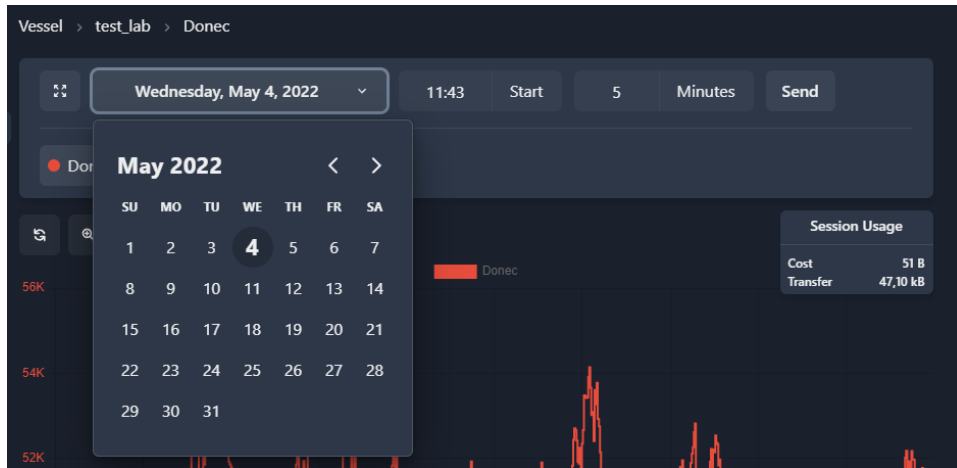 Vessel > test_lab > Donec
Wednesday, May 4, 2022
11:43 Start
5 Minutes
Send
May 2022
SU MO TU WE TH FR SA
1 2 3 4 5 6 7
8 9 10 11 12 13 14
15 16 17 18 19 20 21
22 23 24 25 26 27 28
29 30 31
Session Usage
Cost 51 B
Transfer 47,10 kB
Donec
56K
54K
52K